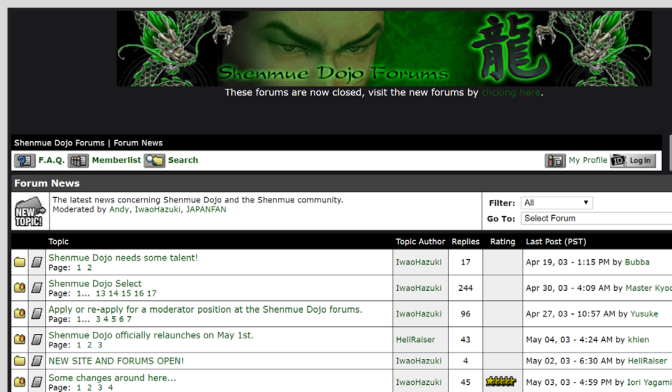 龍
Shenmue Dojo Forums
These forums are now closed, visit the new forums by clicking here.
Shenmue Dojo Forums | Forum News
F.A.Q. Memberlist Search My Profile Log In
Forum News
NEW TOPIC!
The latest news concerning Shenmue Dojo and the Shenmue community.
Moderated by Andy, IwaoHazuki, JAPANFAN
Filter: All
Go To: Select Forum
Topic Topic Author Replies Rating Last Post (PST)
Shenmue Dojo needs some talent! IwaoHazuki 17 Apr 19, 03 - 1:15 PM by Bubba
Page: 1 2
Shenmue Dojo Select IwaoHazuki 244 Apr 30, 03 - 4:09 AM by Master Kyo
Page: 1... 13 14 15 16 17
Apply or re-apply for a moderator position at the Shenmue Dojo forums. IwaoHazuki 96 Apr 27, 03 - 10:57 AM by Yusuke
Page: 1... 3 4 5 6 7
Shenmue Dojo officially relaunches on May 1st. HellRaiser 43 May 04, 03 - 4:24 AM by khien
Page: 1 2 3
NEW SITE AND FORUMS OPEN! IwaoHazuki 4 May 02, 03 - 6:30 AM by HellRaiser
Some changes around here... IwaoHazuki 45 May 03, 03 - 4:59 PM by Iori Yagam
Page: 1 2 3 4